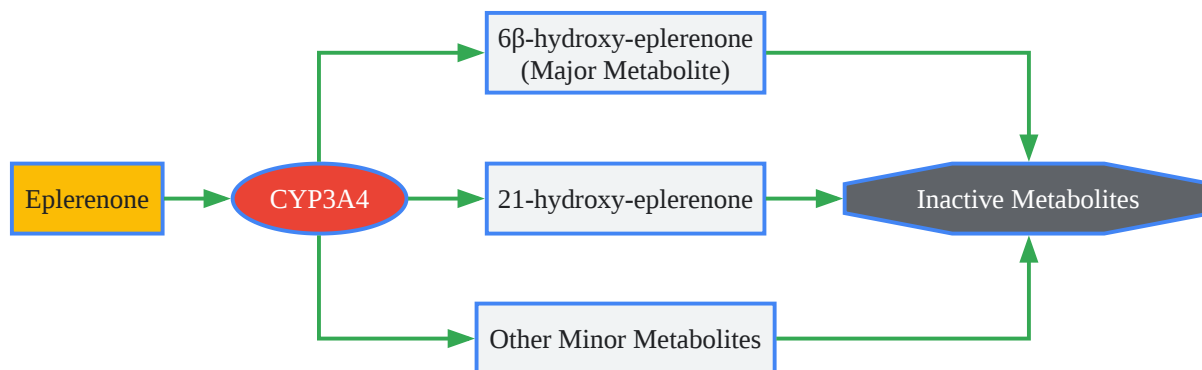 6β-hydroxy-eplerenone
(Major Metabolite)
Eplerenone
CYP3A4
21-hydroxy-eplerenone
Inactive Metabolites
Other Minor Metabolites